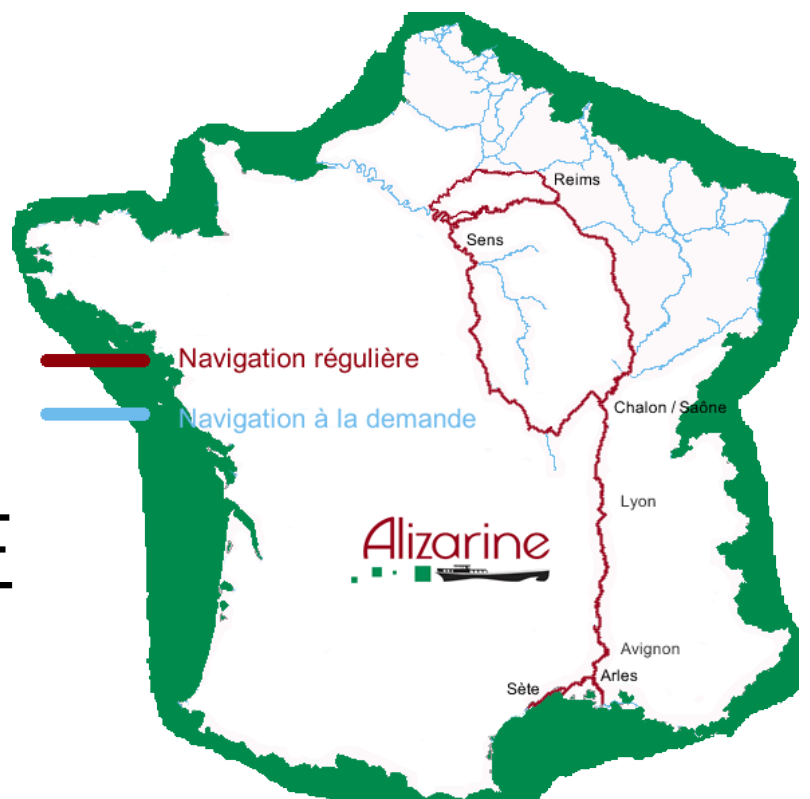 Reims
Sens
Navigation régulière
Navigation à la demande
Chalon / Saône
Lyon
Alizarine
Avignon
Arles
Sète